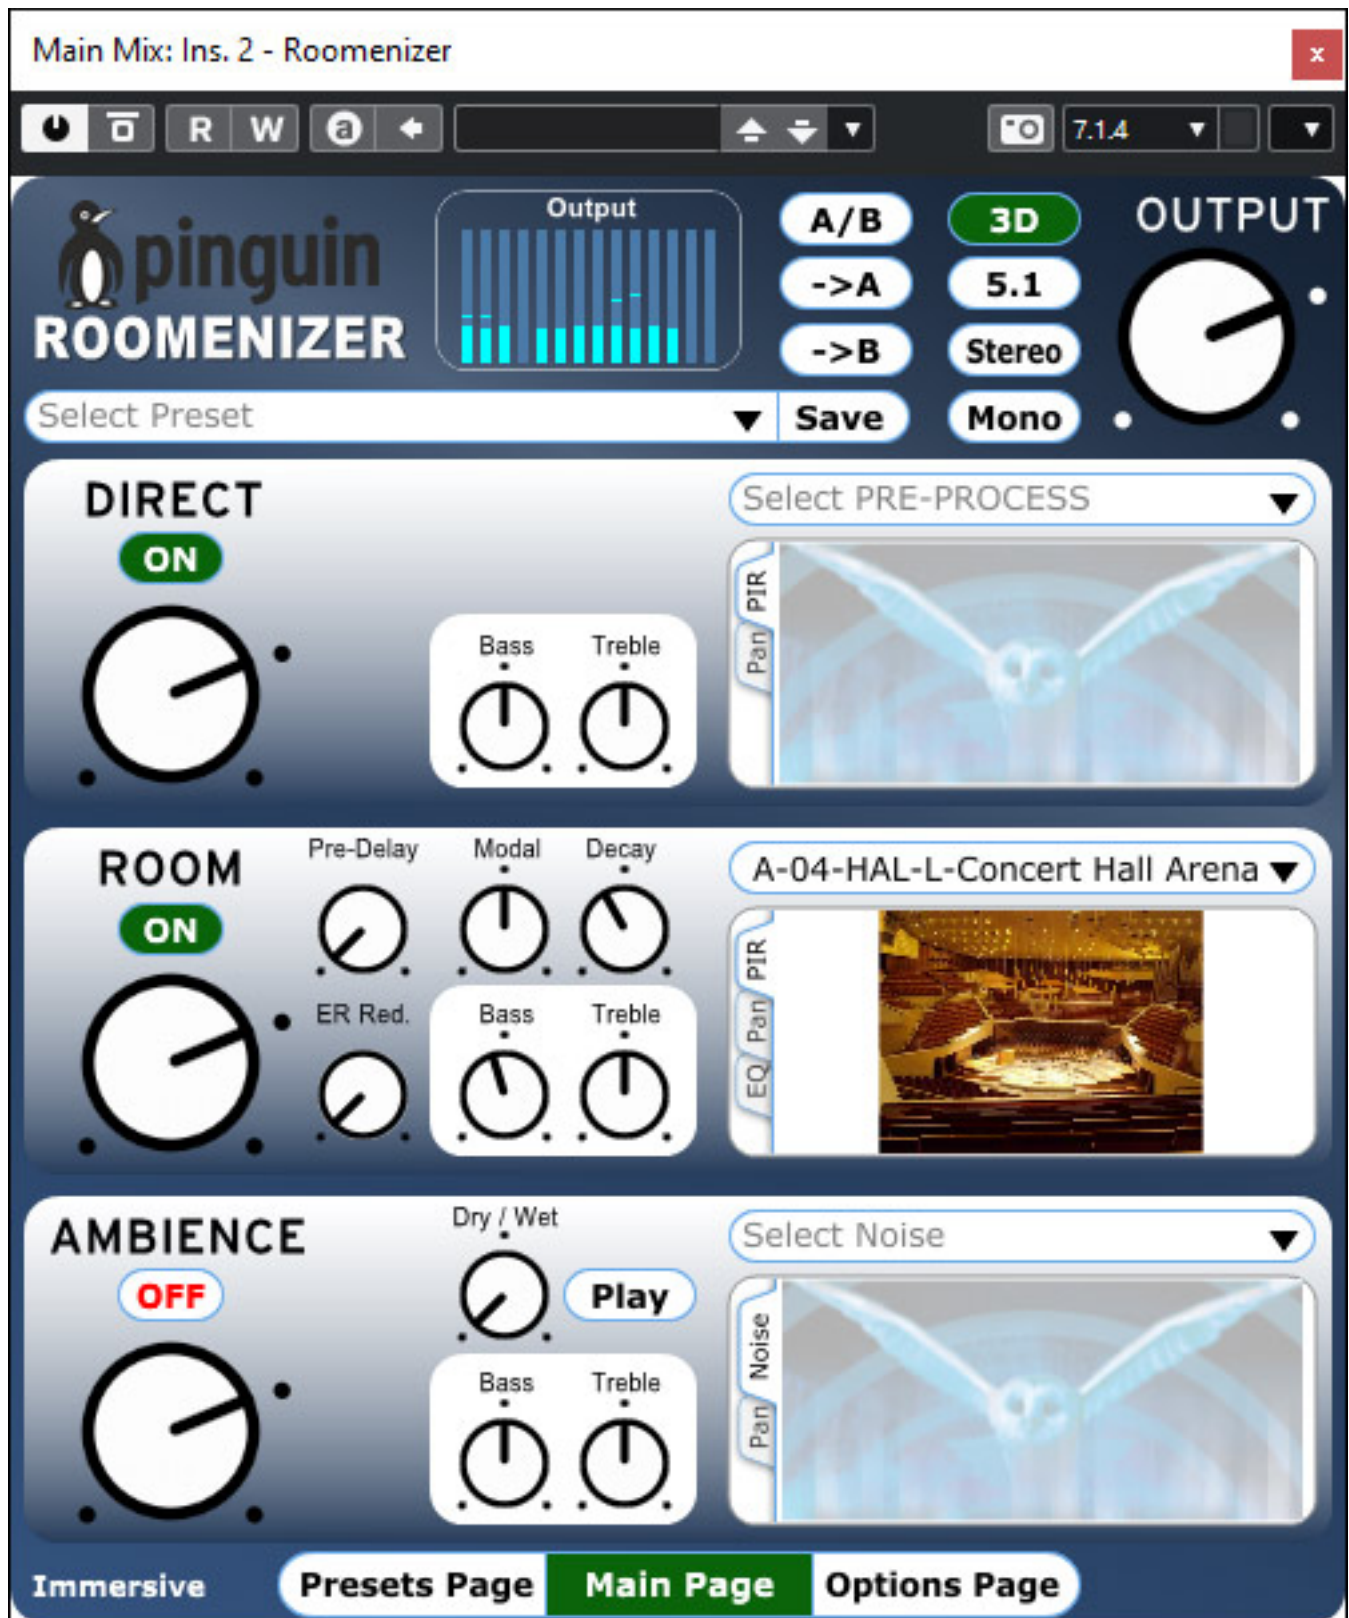 Main Mix: Ins. 2 - Roomenizer
x
R W a 7.1.4
pinguin
ROOMENIZER
Output
A/B
->A
->B
3D
5.1
Stereo
Mono
OUTPUT
Select Preset
Save
DIRECT
ON
Bass Treble
Select PRE-PROCESS
PIR
Pan
ROOM
ON
Pre-Delay Modal Decay
ER Red. Bass Treble
A-04-HAL-L-Concert Hall Arena
PIR
Pan
EQ
AMBIENCE
OFF
Dry / Wet
Play
Bass Treble
Select Noise
Noise
Pan
Immersive
Presets Page Main Page Options Page